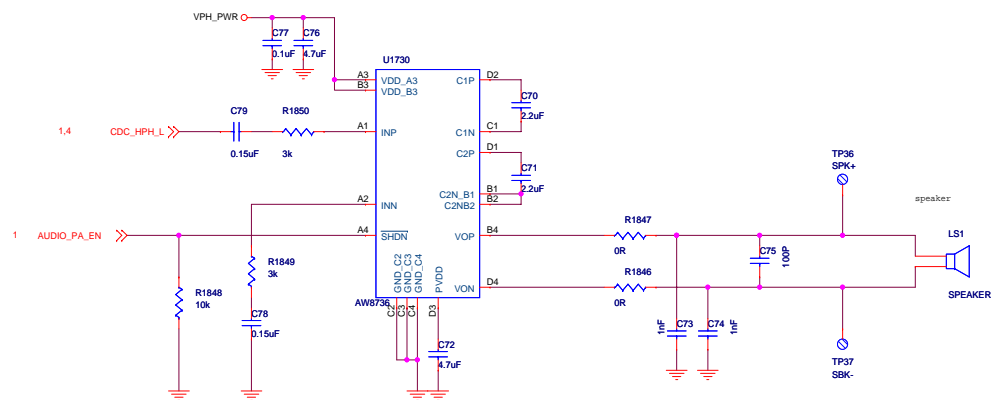 VPH_PWR
C77
0.1uF
C76
4.7uF
U1730
A3
VDD_A3
B3
VDD_B3
C1P
D2
C70
2.2uF
C79
0.15uF
R1850
3k
1,4
CDC_HPH_L
A1
INP
C1N
C1
C2P
D1
C71
2.2uF
C2N_B1
B1
C2NB2
B2
A2
INN
1
AUDIO_PA_EN
A4
SHDN
VOP
B4
R1847
0R
TP36
SPK+
speaker
LS1
SPEAKER
C75
100P
R1849
3k
R1848
10k
C78
0.15uF
GND_C2
GND_C3
GND_C4
PVDD
VON
D4
R1846
0R
AW8736
C2
C3
C4
D3
C72
4.7uF
1nF
C73
C74
1nF
TP37
SBK-